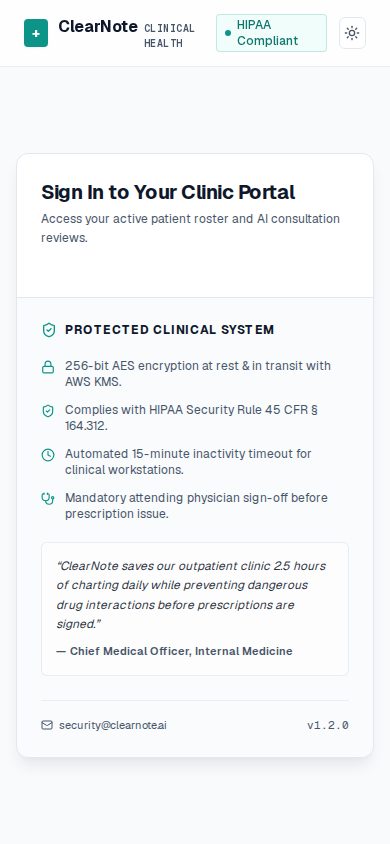 +
ClearNote
CLINICAL
HEALTH
HIPAA
Compliant
Sign In to Your Clinic Portal
Access your active patient roster and AI consultation
reviews.
PROTECTED CLINICAL SYSTEM
256-bit AES encryption at rest & in transit with
AWS KMS.
Complies with HIPAA Security Rule 45 CFR §
164.312.
Automated 15-minute inactivity timeout for
clinical workstations.
Mandatory attending physician sign-off before
prescription issue.
“ClearNote saves our outpatient clinic 2.5 hours
of charting daily while preventing dangerous
drug interactions before prescriptions are
signed.”
— Chief Medical Officer, Internal Medicine
security@clearnote.ai
v1.2.0